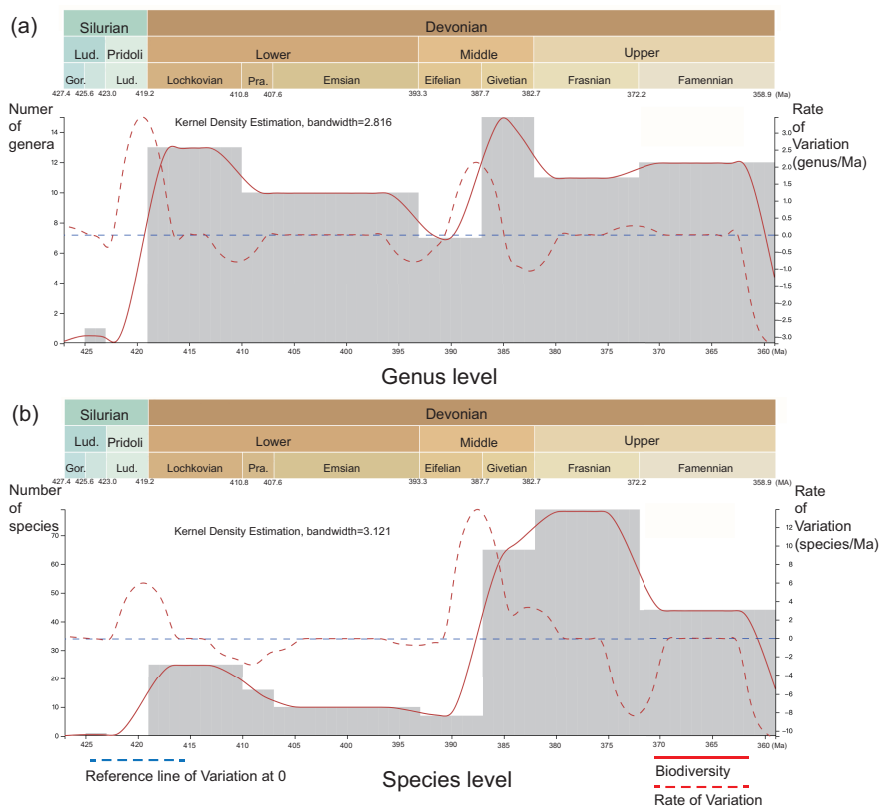 (a)
Silurian Devonian
Lud. Pridoli Lower Middle Upper
Gor. Lud. Lochkovian Pra. Emsian Eifelian Givetian Frasnian Famennian
427.4 425.6 423.0 419.2 410.8 407.6 393.3 387.7 382.7 372.2 358.9 (Ma)
Numer
of
genera
Kernel Density Estimation, bandwidth=2.816
Rate
of
Variation
(genus/Ma)
14
12
10
8
6
4
2
0
3.5
3.0
2.5
2.0
1.5
1.0
0.5
0.0
-0.5
-1.0
-1.5
-2.0
-2.5
-3.0
425 420 415 410 405 400 395 390 385 380 375 370 365 360 (Ma)
Genus level
(b)
Silurian Devonian
Lud. Pridoli Lower Middle Upper
Gor. Lud. Lochkovian Pra. Emsian Eifelian Givetian Frasnian Famennian
427.4 425.6 423.0 419.2 410.8 407.6 393.3 387.7 382.7 372.2 358.9 (MA)
Number
of
species
Kernel Density Estimation, bandwidth=3.121
Rate
of
Variation
(species/Ma)
70
60
50
40
30
20
10
0
12
10
8
6
4
2
0
−2
−4
−6
−8
−10
425 420 415 410 405 400 395 390 385 380 375 370 365 360 (Ma)
Reference line of Variation at 0
Species level
Biodiversity
Rate of Variation